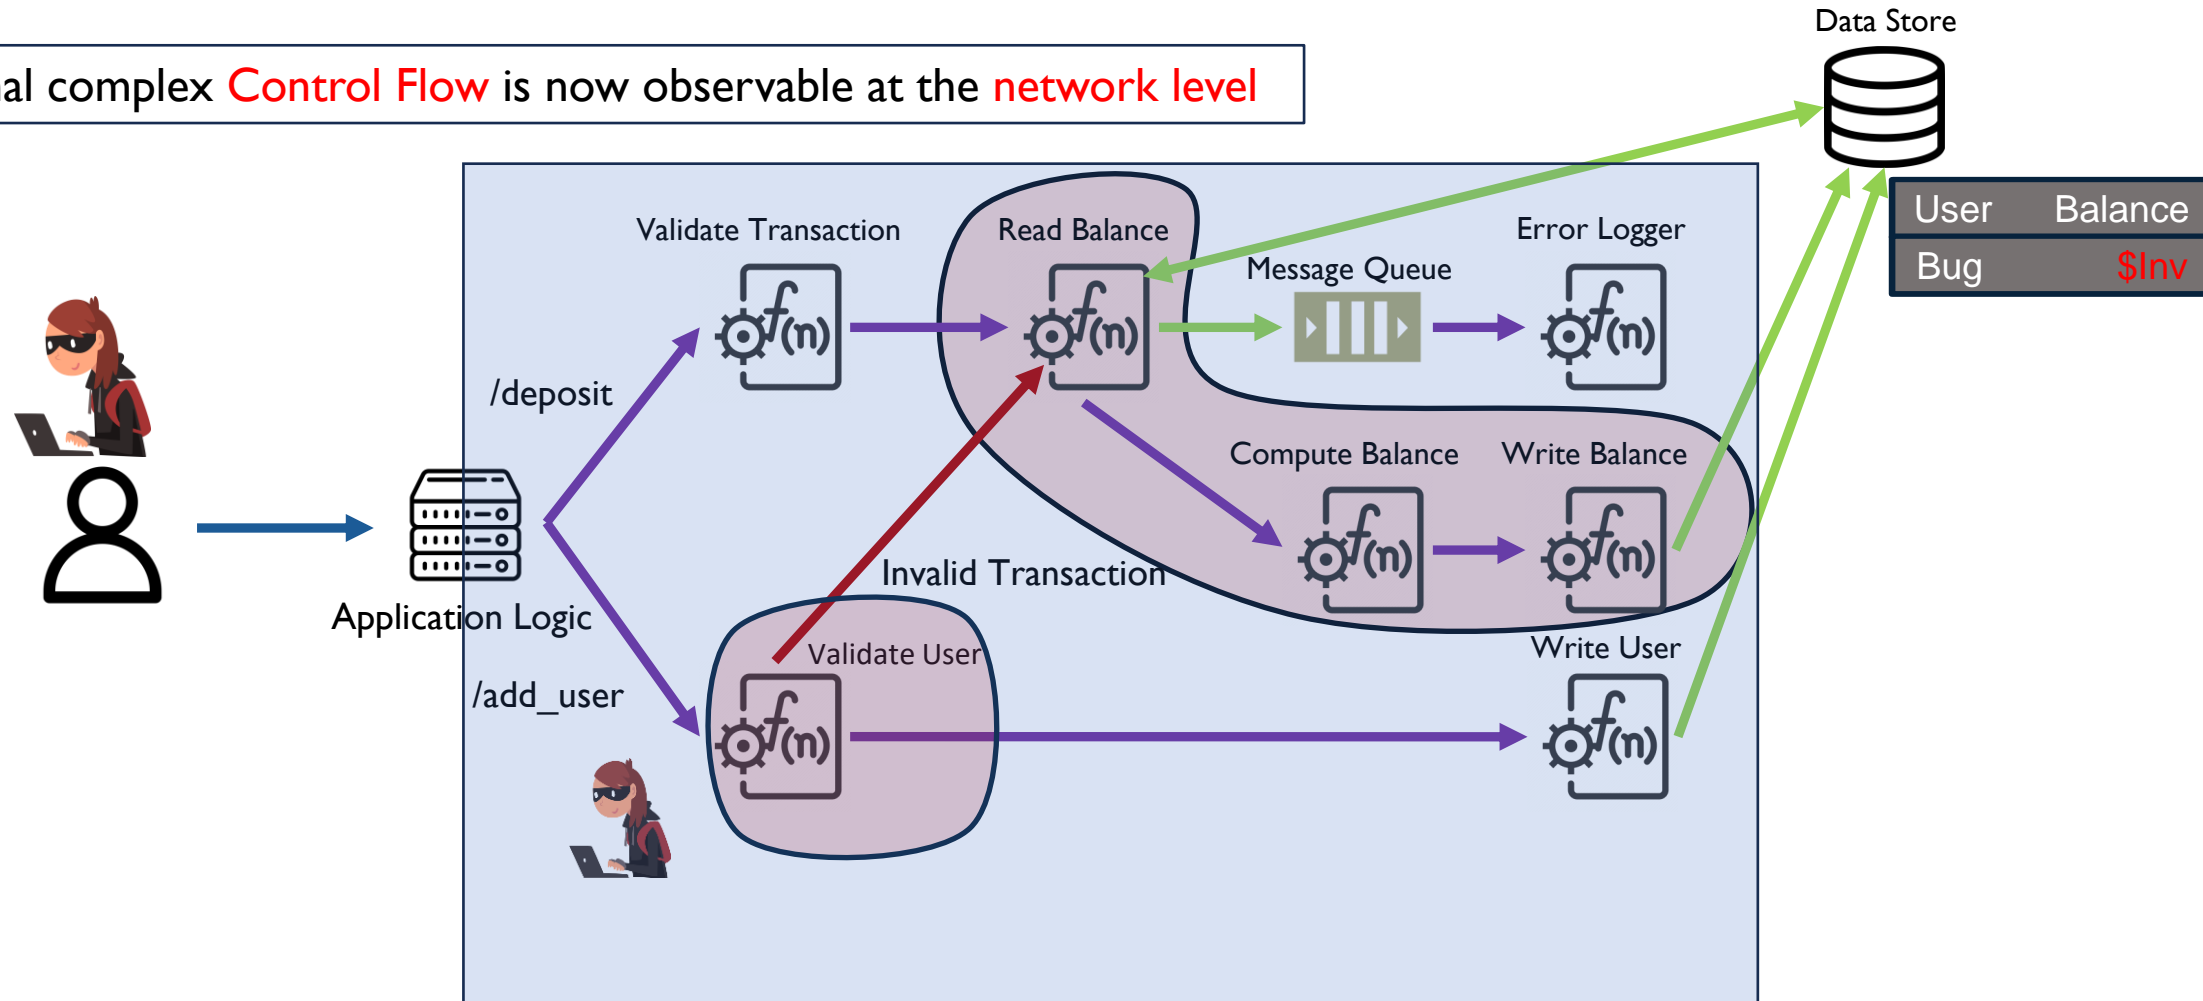 Data Store
complex Control Flow is now observable at the network level
User Balance
Bug $Inv
Validate Transaction
Read Balance
Error Logger
Message Queue
f(n)
f(n)
f(n)
/deposit
Compute Balance
Write Balance
f(n)
f(n)
Invalid Transaction
Application Logic
Validate User
Write User
/add_user
f(n)
f(n)